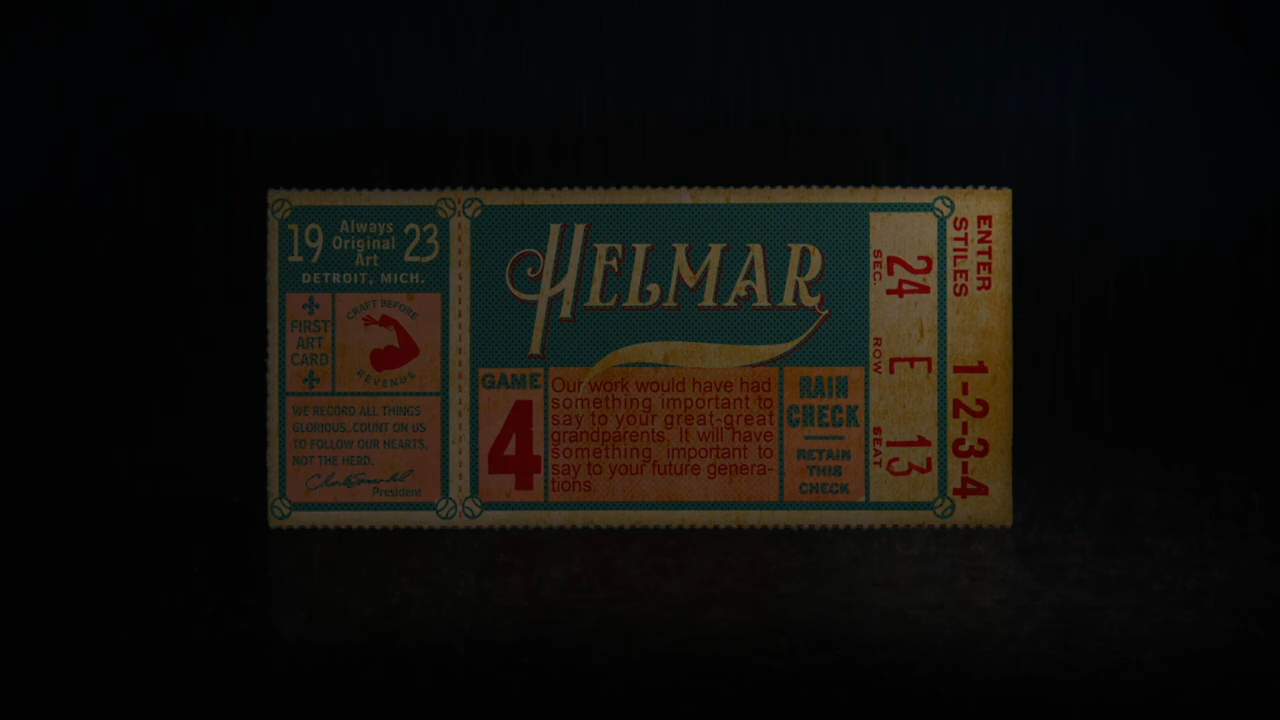 19 Always Original Art 23
DETROIT, MICH.
FIRST
ART
CARD
CRAFT BEFORE
REVENUE
WE RECORD ALL THINGS
GLORIOUS..COUNT ON US
TO FOLLOW OUR HEARTS,
NOT THE HERD.
President
HELMAR
GAME
4
Our work would have had
something important to
say to your great-great
grandparents. It will have
something important to
say to your future genera-
tions.
RAIN
CHECK
RETAIN
THIS
CHECK
SEC. 24
ROW E
SEAT 13
ENTER
STILES
1-2-3-4